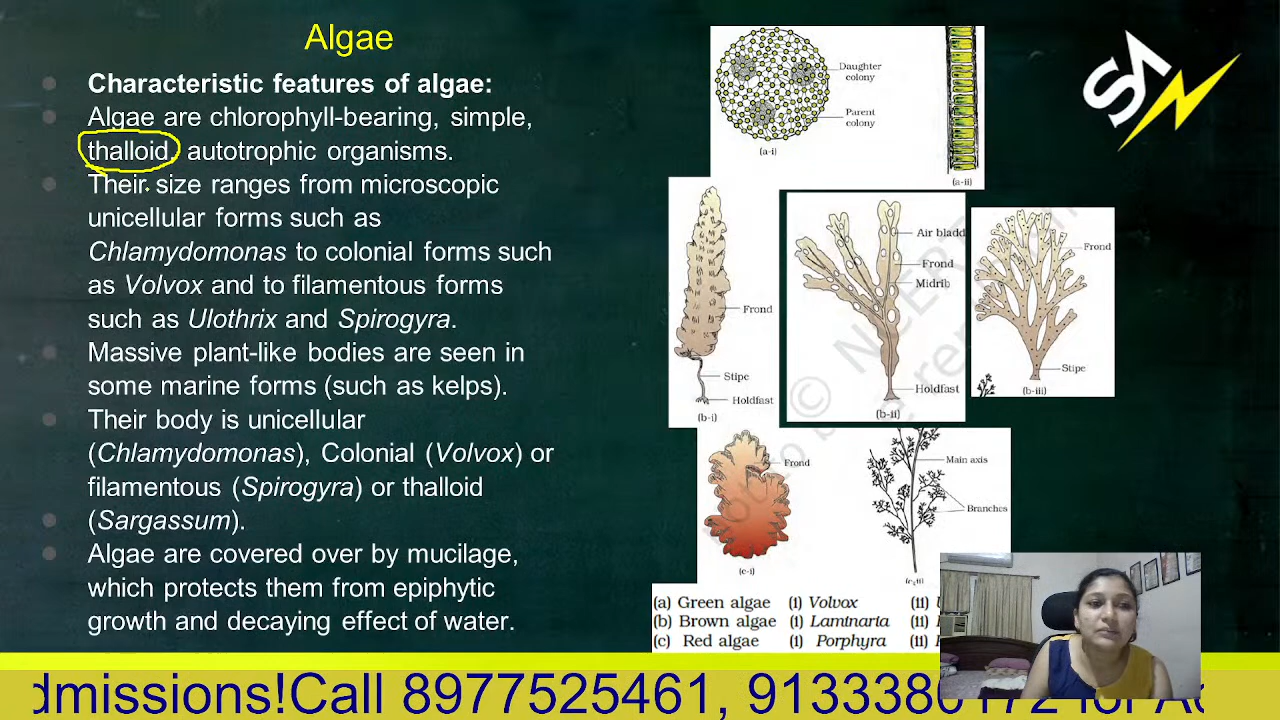 Algae
Characteristic features of algae:
Algae are chlorophyll-bearing, simple,
thalloid, autotrophic organisms.
Their size ranges from microscopic
unicellular forms such as
Chlamydomonas to colonial forms such
as Volvox and to filamentous forms
such as Ulothrix and Spirogyra.
Massive plant-like bodies are seen in
some marine forms (such as kelps).
Their body is unicellular
(Chlamydomonas), Colonial (Volvox) or
filamentous (Spirogyra) or thalloid
(Sargassum).
Algae are covered over by mucilage,
which protects them from epiphytic
growth and decaying effect of water.
Daughter
colony
Parent
colony
(a-i)
(a-ii)
Frond
Stipe
Holdfast
(b-i)
Air bladd
Frond
Midrib
Holdfast
(b-ii)
Frond
Stipe
(b-iii)
Frond
(c-i)
Main axis
Branches
(a) Green algae (i) Volvox (ii)
(b) Brown algae (i) Laminaria (ii)
(c) Red algae (i) Porphyra (ii)
SAN
dmissions!Call 8977525461, 913338